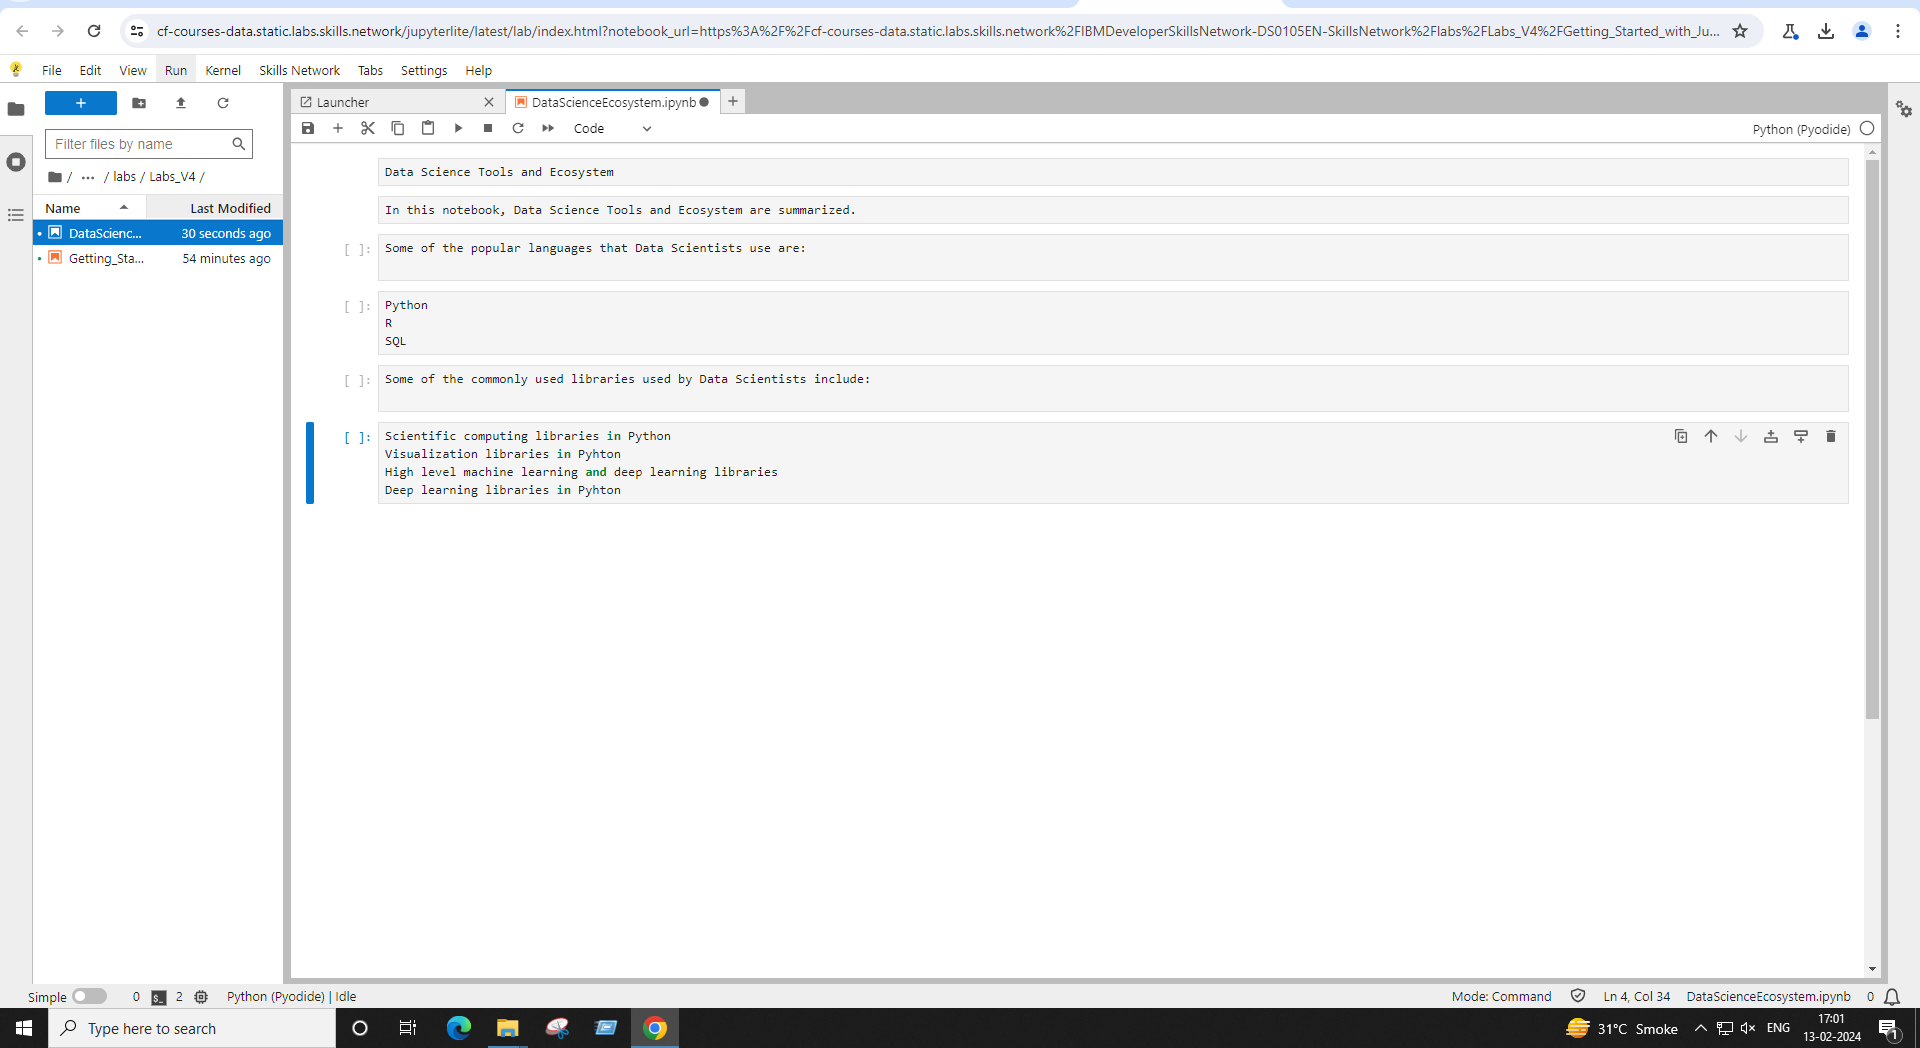 cf-courses-data.static.labs.skills.network/jupyterlite/latest/lab/index.html?notebook_url=https%3A%2F%2Fcf-courses-data.static.labs.skills.network%2FIBMDeveloperSkillsNetwork-DS0105EN-SkillsNetwork%2Flabs%2FLabs_V4%2FGetting_Started_with_Ju...
File Edit View Run Kernel Skills Network Tabs Settings Help
Launcher DataScienceEcosystem.ipynb
Code Python (Pyodide)
Filter files by name
/ ... / labs / Labs_V4 /
Name Last Modified
DataScienc... 30 seconds ago
Getting_Sta... 54 minutes ago
Data Science Tools and Ecosystem
In this notebook, Data Science Tools and Ecosystem are summarized.
[ ]: Some of the popular languages that Data Scientists use are:
[ ]: Python
R
SQL
[ ]: Some of the commonly used libraries used by Data Scientists include:
[ ]: Scientific computing libraries in Python
Visualization libraries in Pyhton
High level machine learning and deep learning libraries
Deep learning libraries in Pyhton
Simple 0 $_ 2 Python (Pyodide) | Idle Mode: Command Ln 4, Col 34 DataScienceEcosystem.ipynb 0
Type here to search 31°C Smoke ENG 17:01
13-02-2024 1